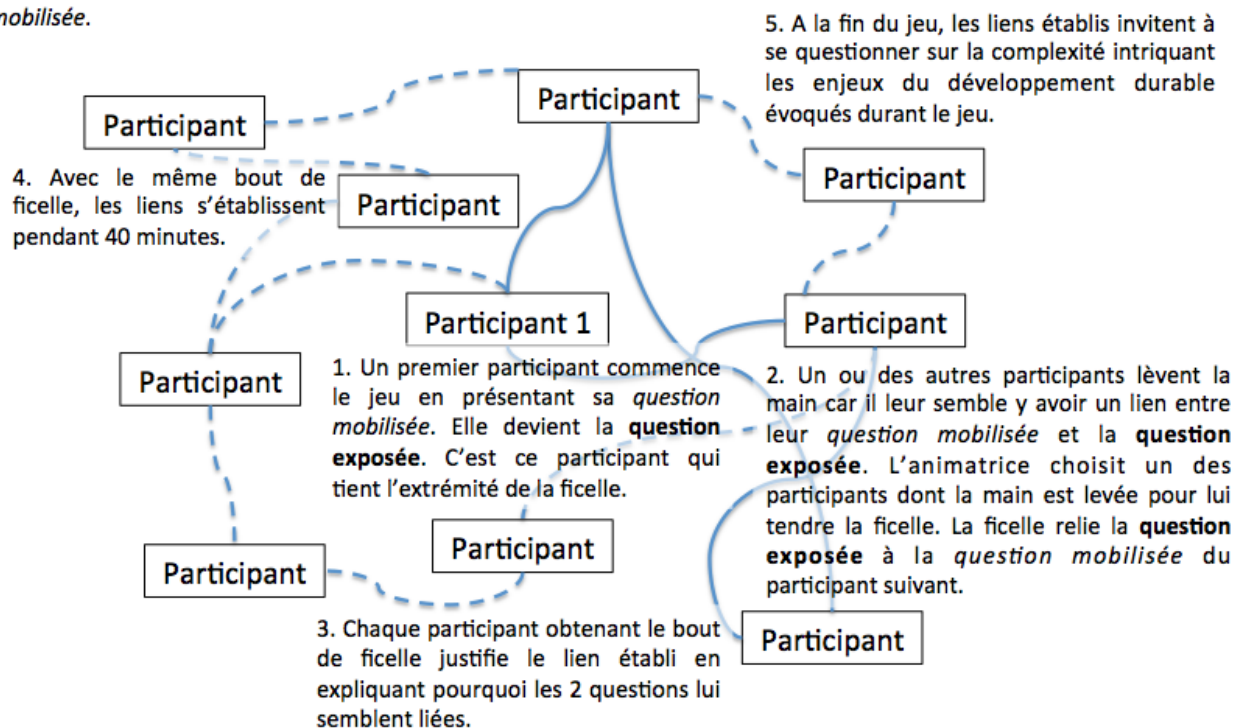 mobilisée.
5. A la fin du jeu, les liens établis invitent à
se questionner sur la complexité intriquant
les enjeux du développement durable
évoqués durant le jeu.
Participant
Participant
Participant
4. Avec le même bout de
ficelle, les liens s'établissent
pendant 40 minutes.
Participant
Participant 1
Participant
Participant
1. Un premier participant commence
le jeu en présentant sa question
mobilisée. Elle devient la question
exposée. C'est ce participant qui
tient l'extrémité de la ficelle.
2. Un ou des autres participants lèvent la
main car il leur semble y avoir un lien entre
leur question mobilisée et la question
exposée. L'animatrice choisit un des
participants dont la main est levée pour lui
tendre la ficelle. La ficelle relie la question
exposée à la question mobilisée du
participant suivant.
Participant
Participant
Participant
3. Chaque participant obtenant le bout
de ficelle justifie le lien établi en
expliquant pourquoi les 2 questions lui
semblent liées.